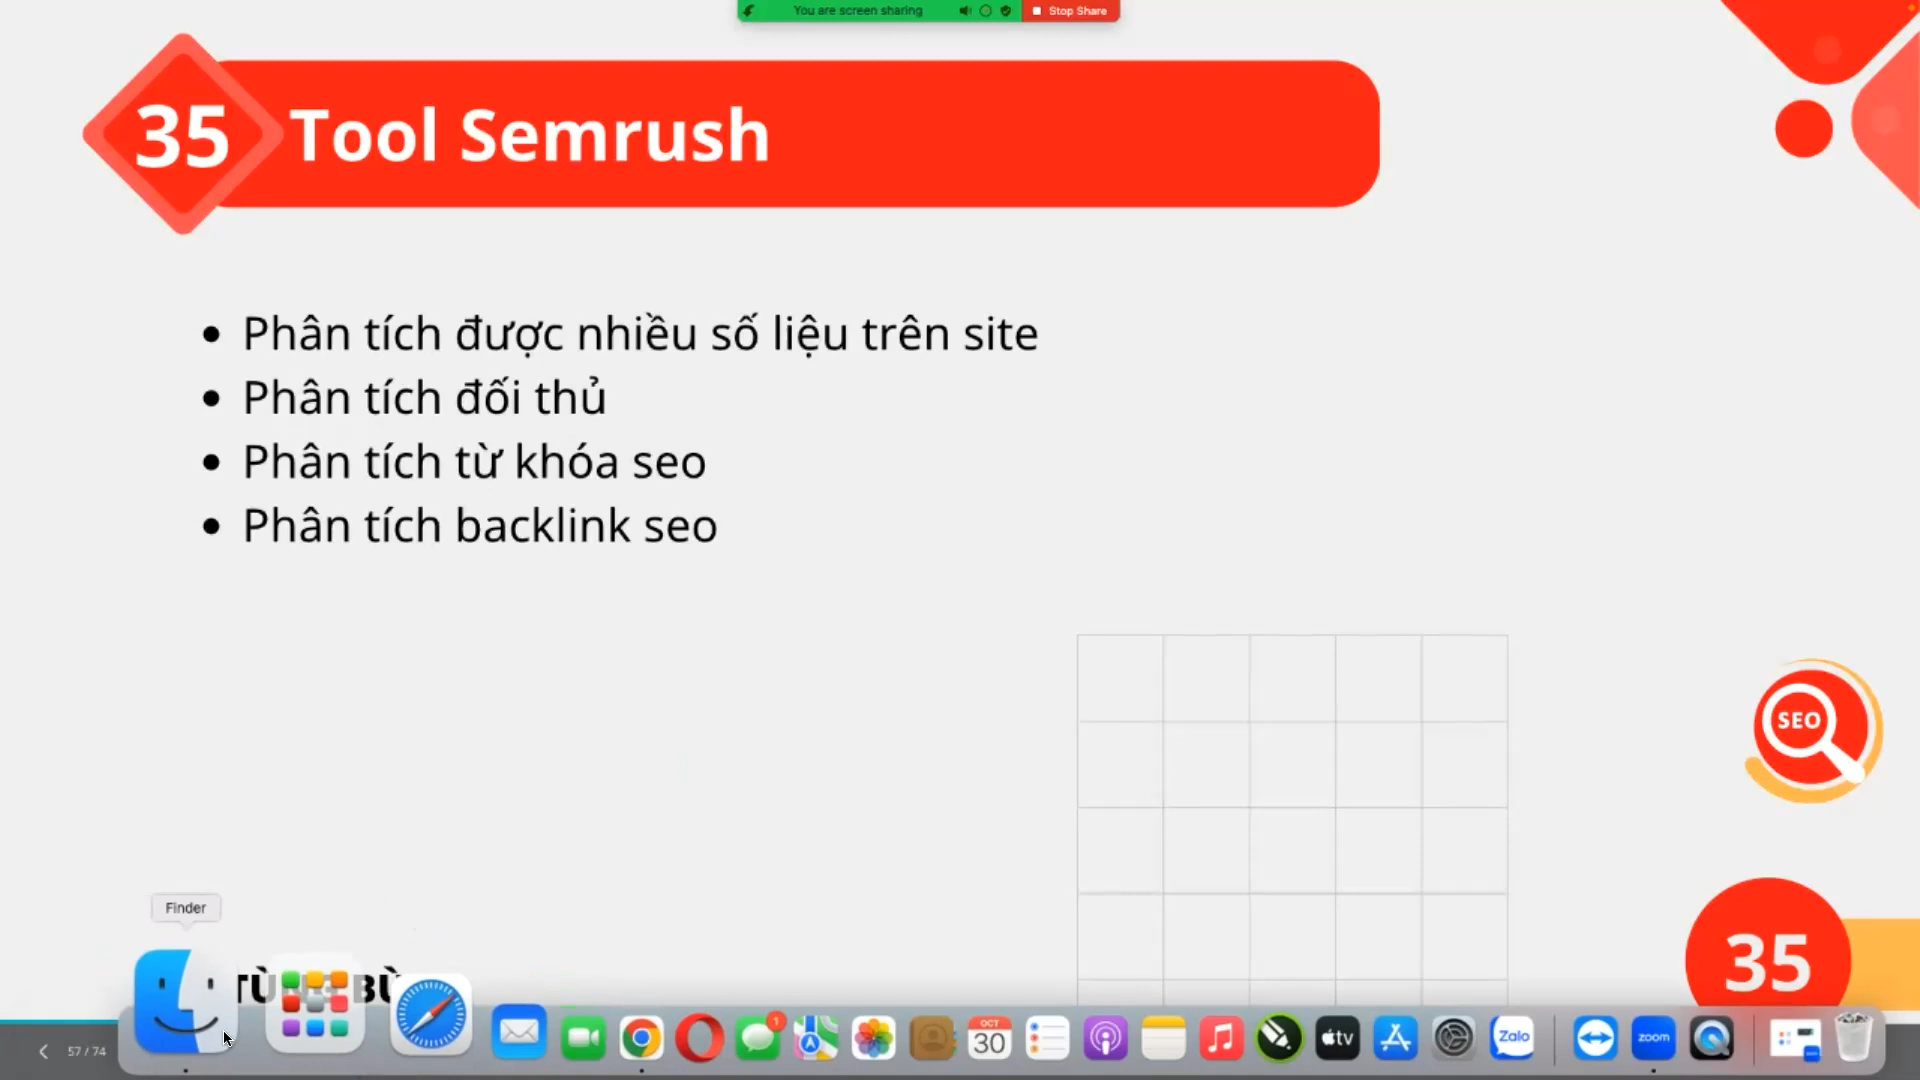 You are screen sharing
Stop Share
35 Tool Semrush
Phân tích được nhiều số liệu trên site
Phân tích đối thủ
Phân tích từ khóa seo
Phân tích backlink seo
SEO
Finder
35
57 / 74
1
OCT
30
tv
Zalo
zoom